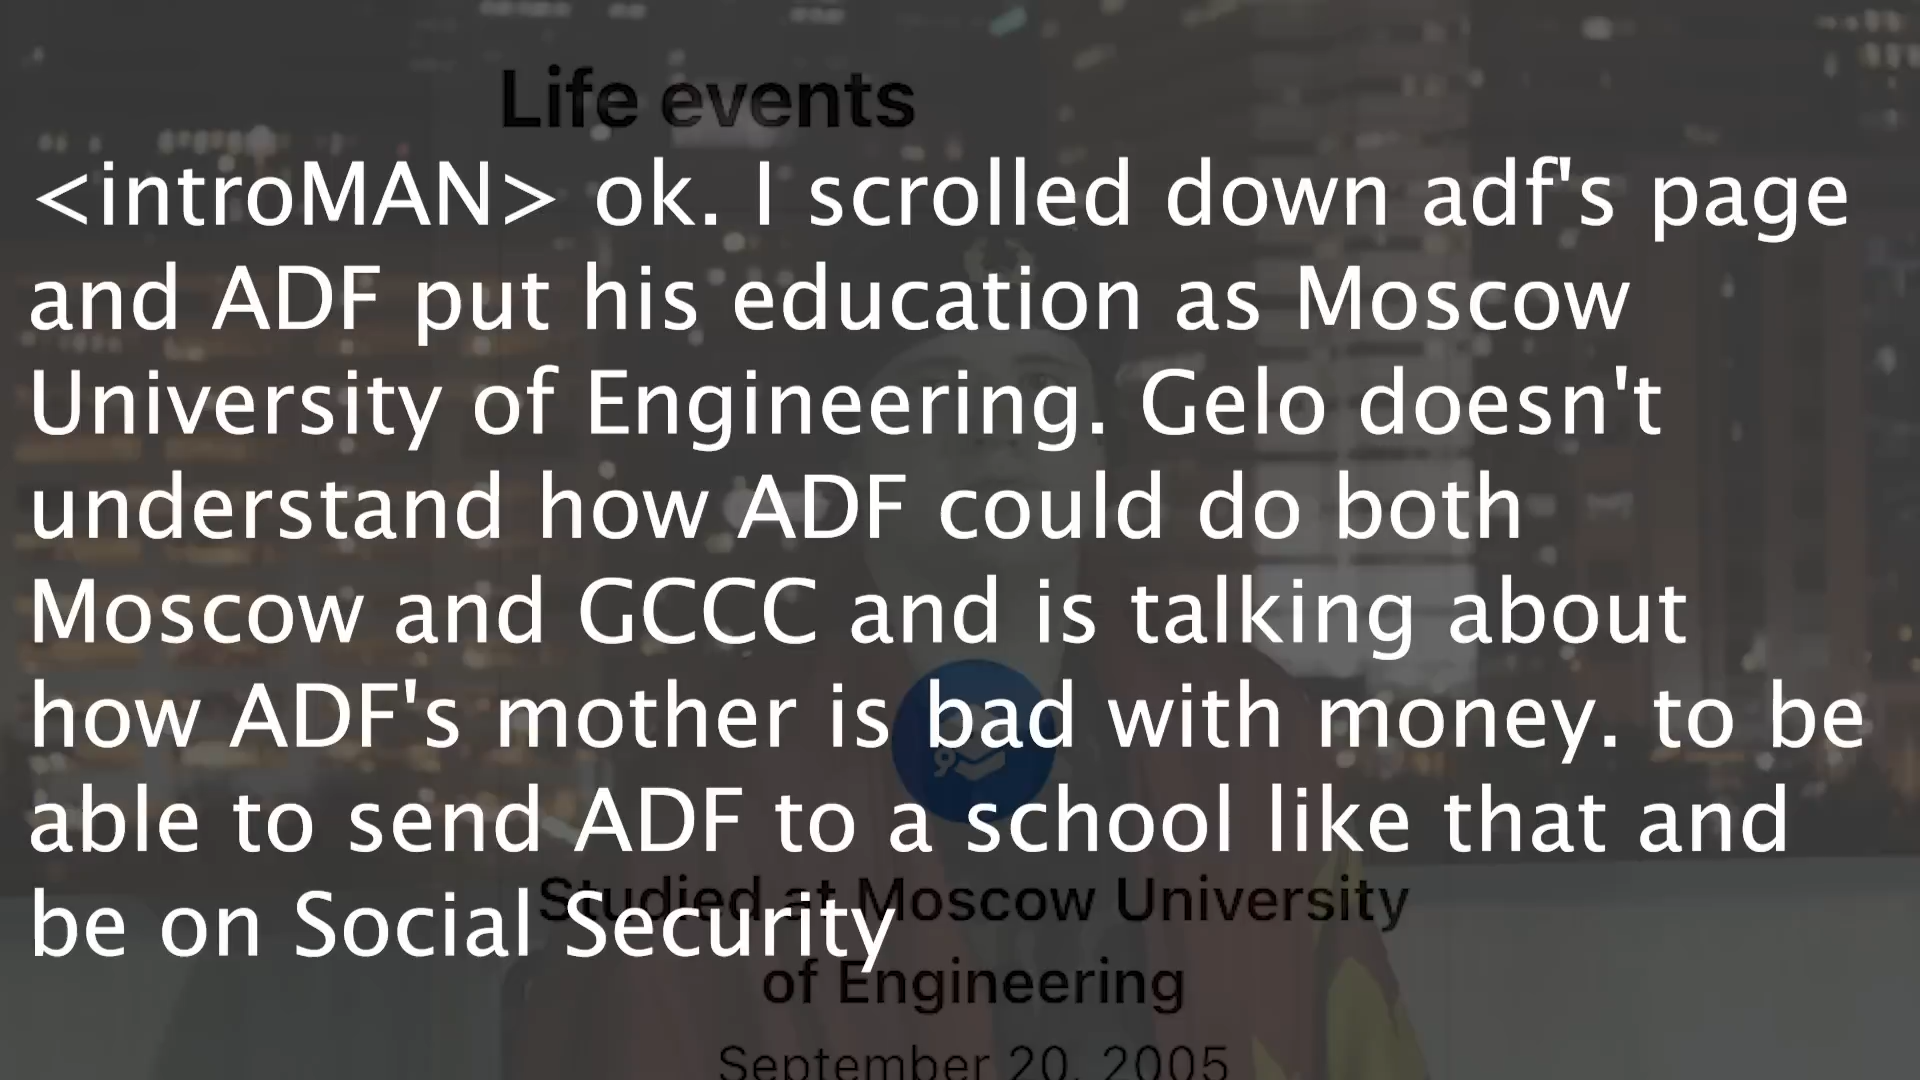 Life events
<introMAN> ok. I scrolled down adf's page
and ADF put his education as Moscow
University of Engineering. Gelo doesn't
understand how ADF could do both
Moscow and GCCC and is talking about
how ADF's mother is bad with money. to be
able to send ADF to a school like that and
be on Social Security
Studied at Moscow University
of Engineering
September 20, 2005